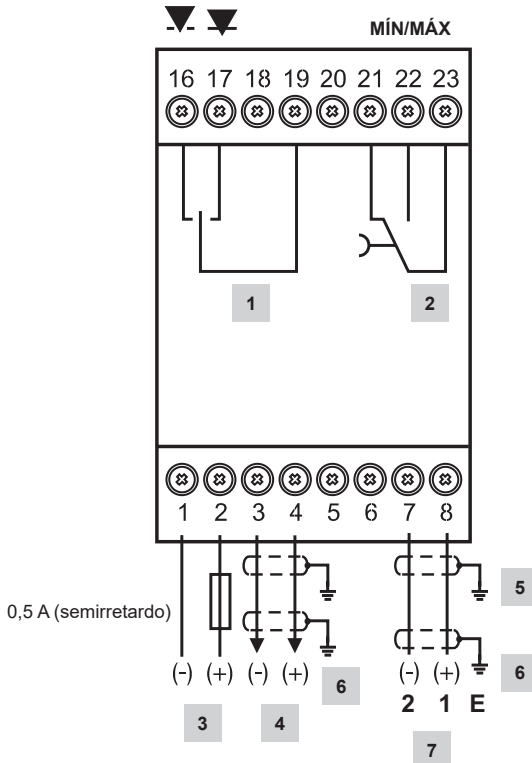 MÍN/MÁX
16 17 18 19 20 21 22 23
1
2
1 2 3 4 5 6 7 8
0,5 A (semirretardo)
5
(-) (+) (-) (+)
6
(-) (+)
6
2 1 E
3
4
7